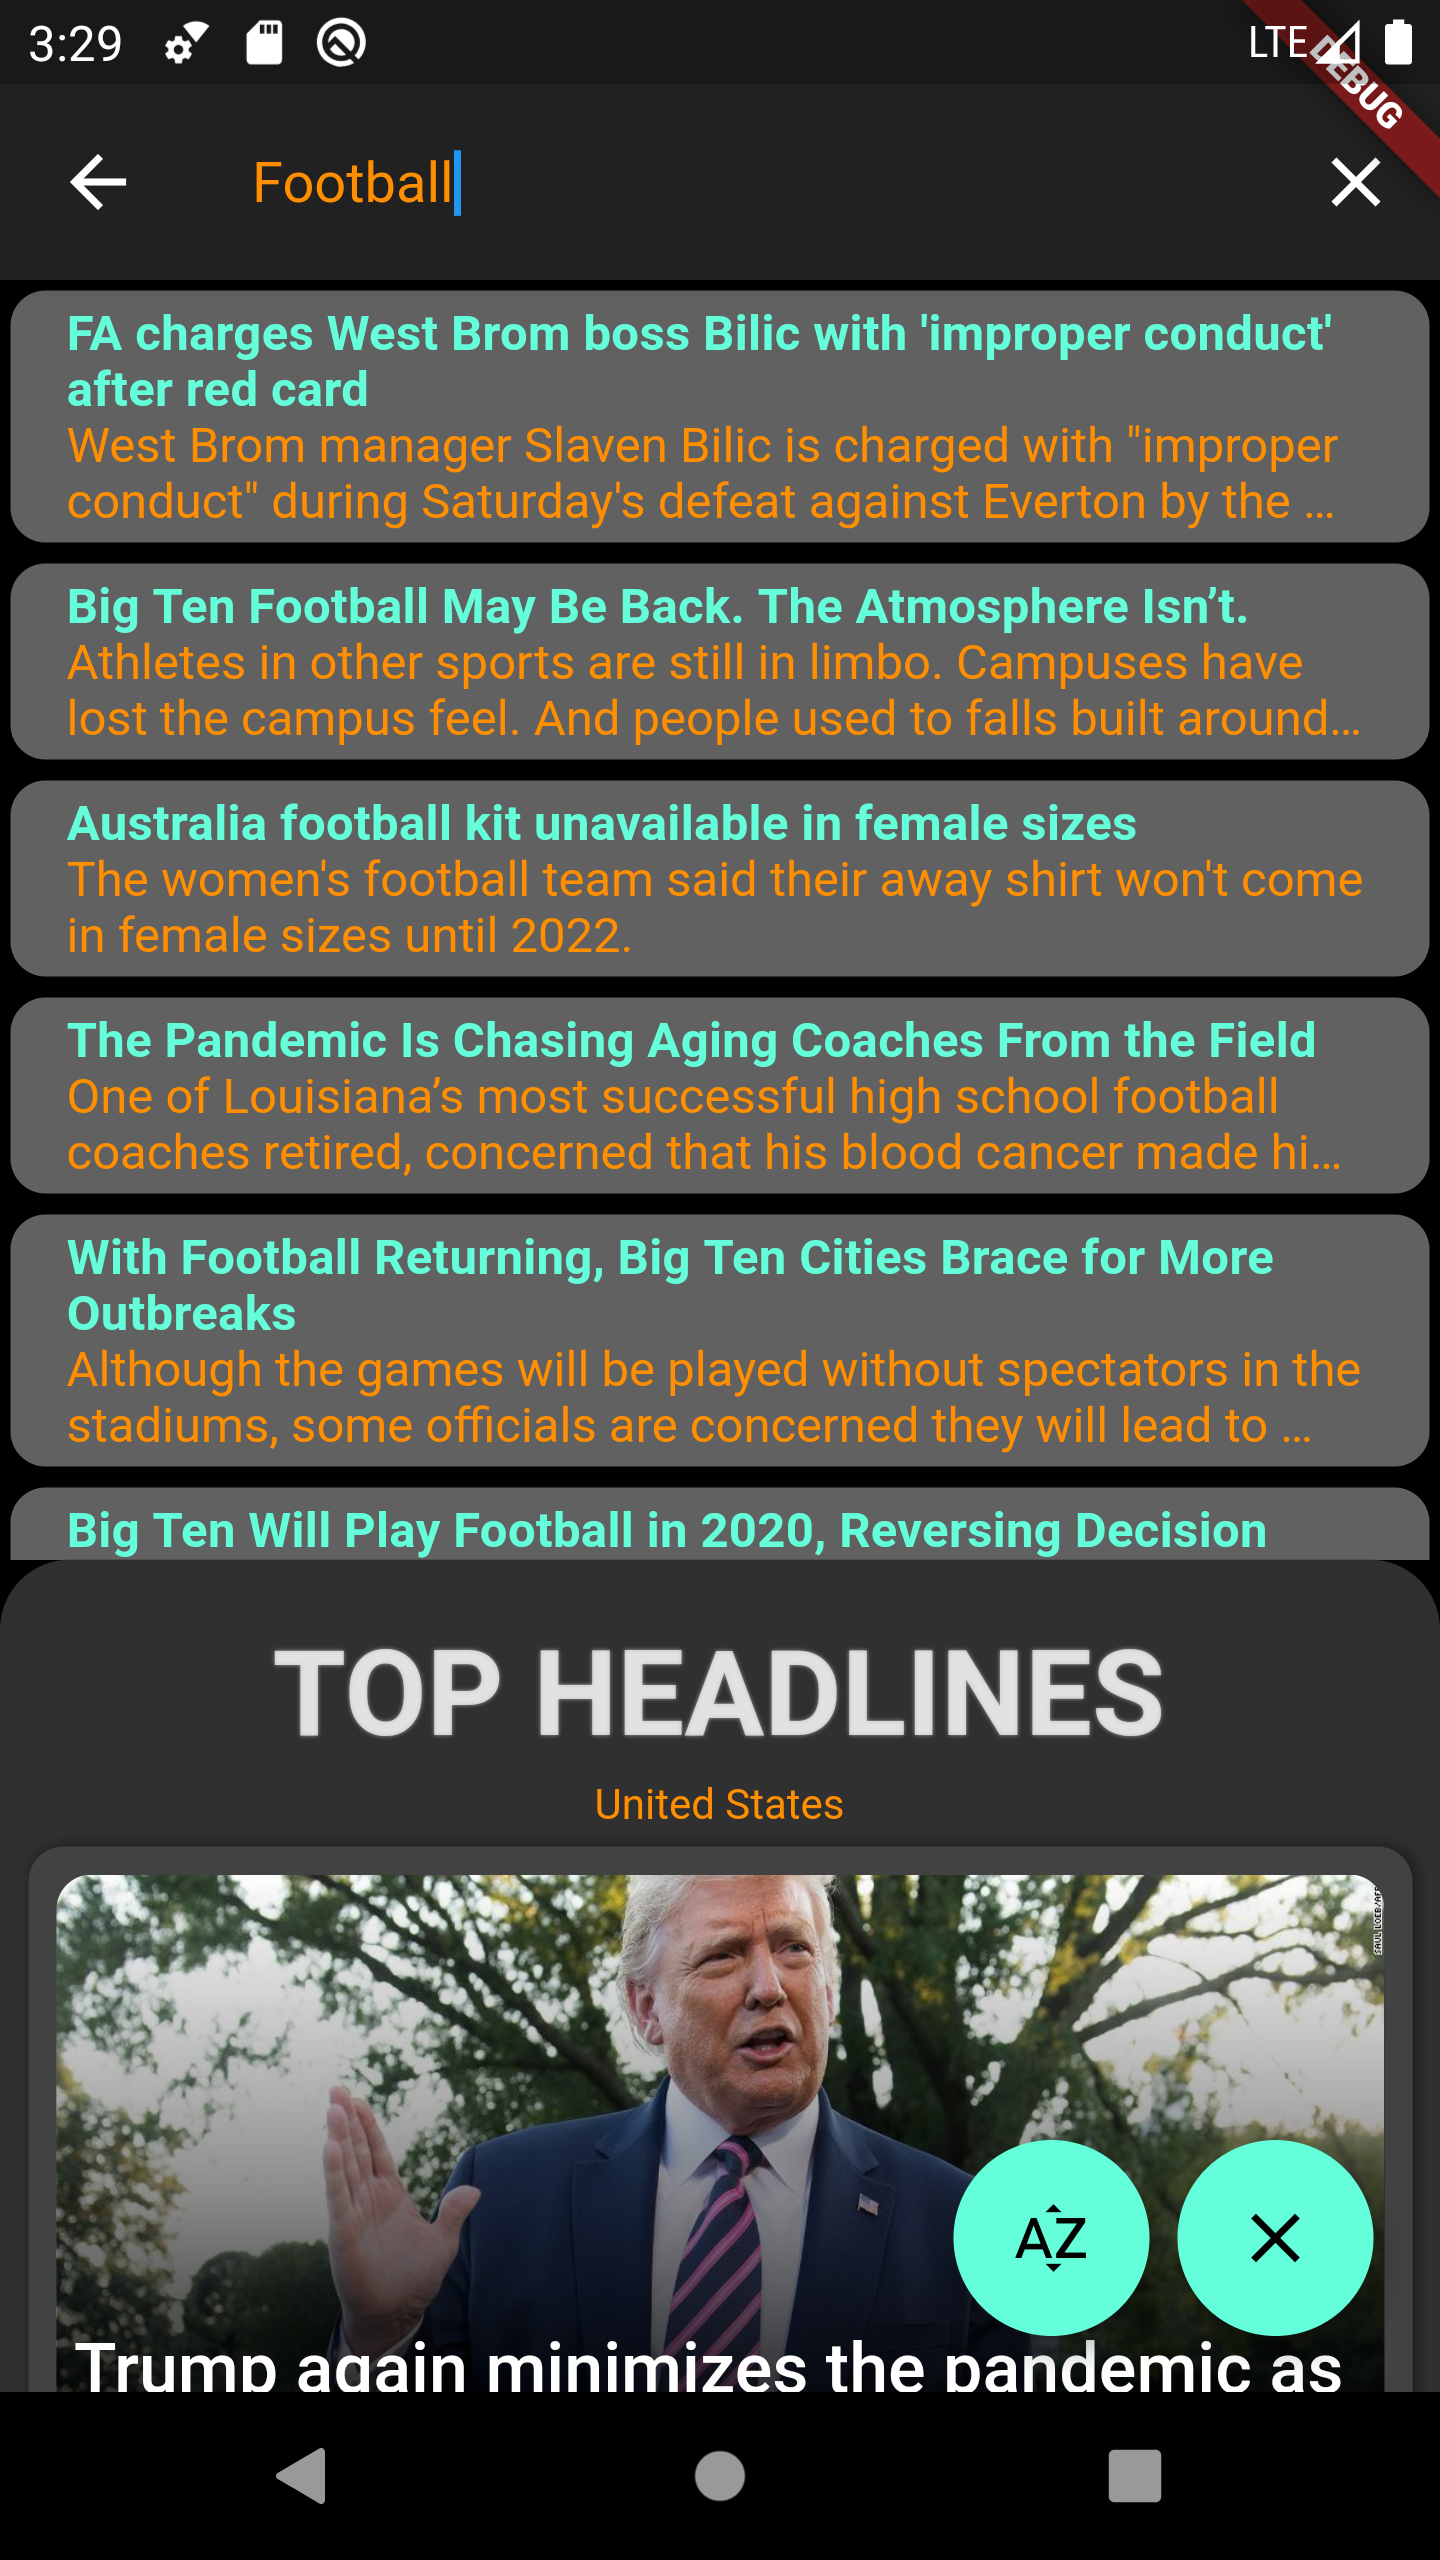 3:29
LTE
DEBUG
Football
FA charges West Brom boss Bilic with 'improper conduct'
after red card
West Brom manager Slaven Bilic is charged with "improper
conduct" during Saturday's defeat against Everton by the ...
Big Ten Football May Be Back. The Atmosphere Isn’t.
Athletes in other sports are still in limbo. Campuses have
lost the campus feel. And people used to falls built around...
Australia football kit unavailable in female sizes
The women's football team said their away shirt won't come
in female sizes until 2022.
The Pandemic Is Chasing Aging Coaches From the Field
One of Louisiana’s most successful high school football
coaches retired, concerned that his blood cancer made hi...
With Football Returning, Big Ten Cities Brace for More
Outbreaks
Although the games will be played without spectators in the
stadiums, some officials are concerned they will lead to ...
Big Ten Will Play Football in 2020, Reversing Decision
TOP HEADLINES
United States
SAUL LOEB/AFP
AZ
Trump again minimizes the pandemic as